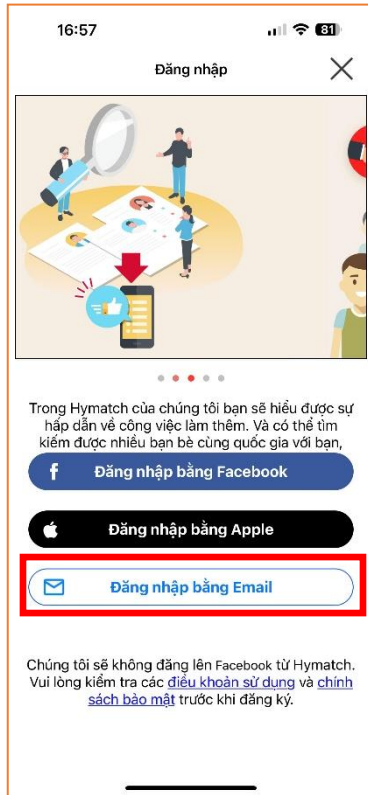 16:57
81
Đăng nhập
Trong Hymatch của chúng tôi bạn sẽ hiểu được sự
hấp dẫn về công việc làm thêm. Và có thể tìm
kiếm được nhiều bạn bè cùng quốc gia với bạn,
Đăng nhập bằng Facebook
Đăng nhập bằng Apple
Đăng nhập bằng Email
Chúng tôi sẽ không đăng lên Facebook từ Hymatch.
Vui lòng kiểm tra các điều khoản sử dụng và chính
sách bảo mật trước khi đăng ký.